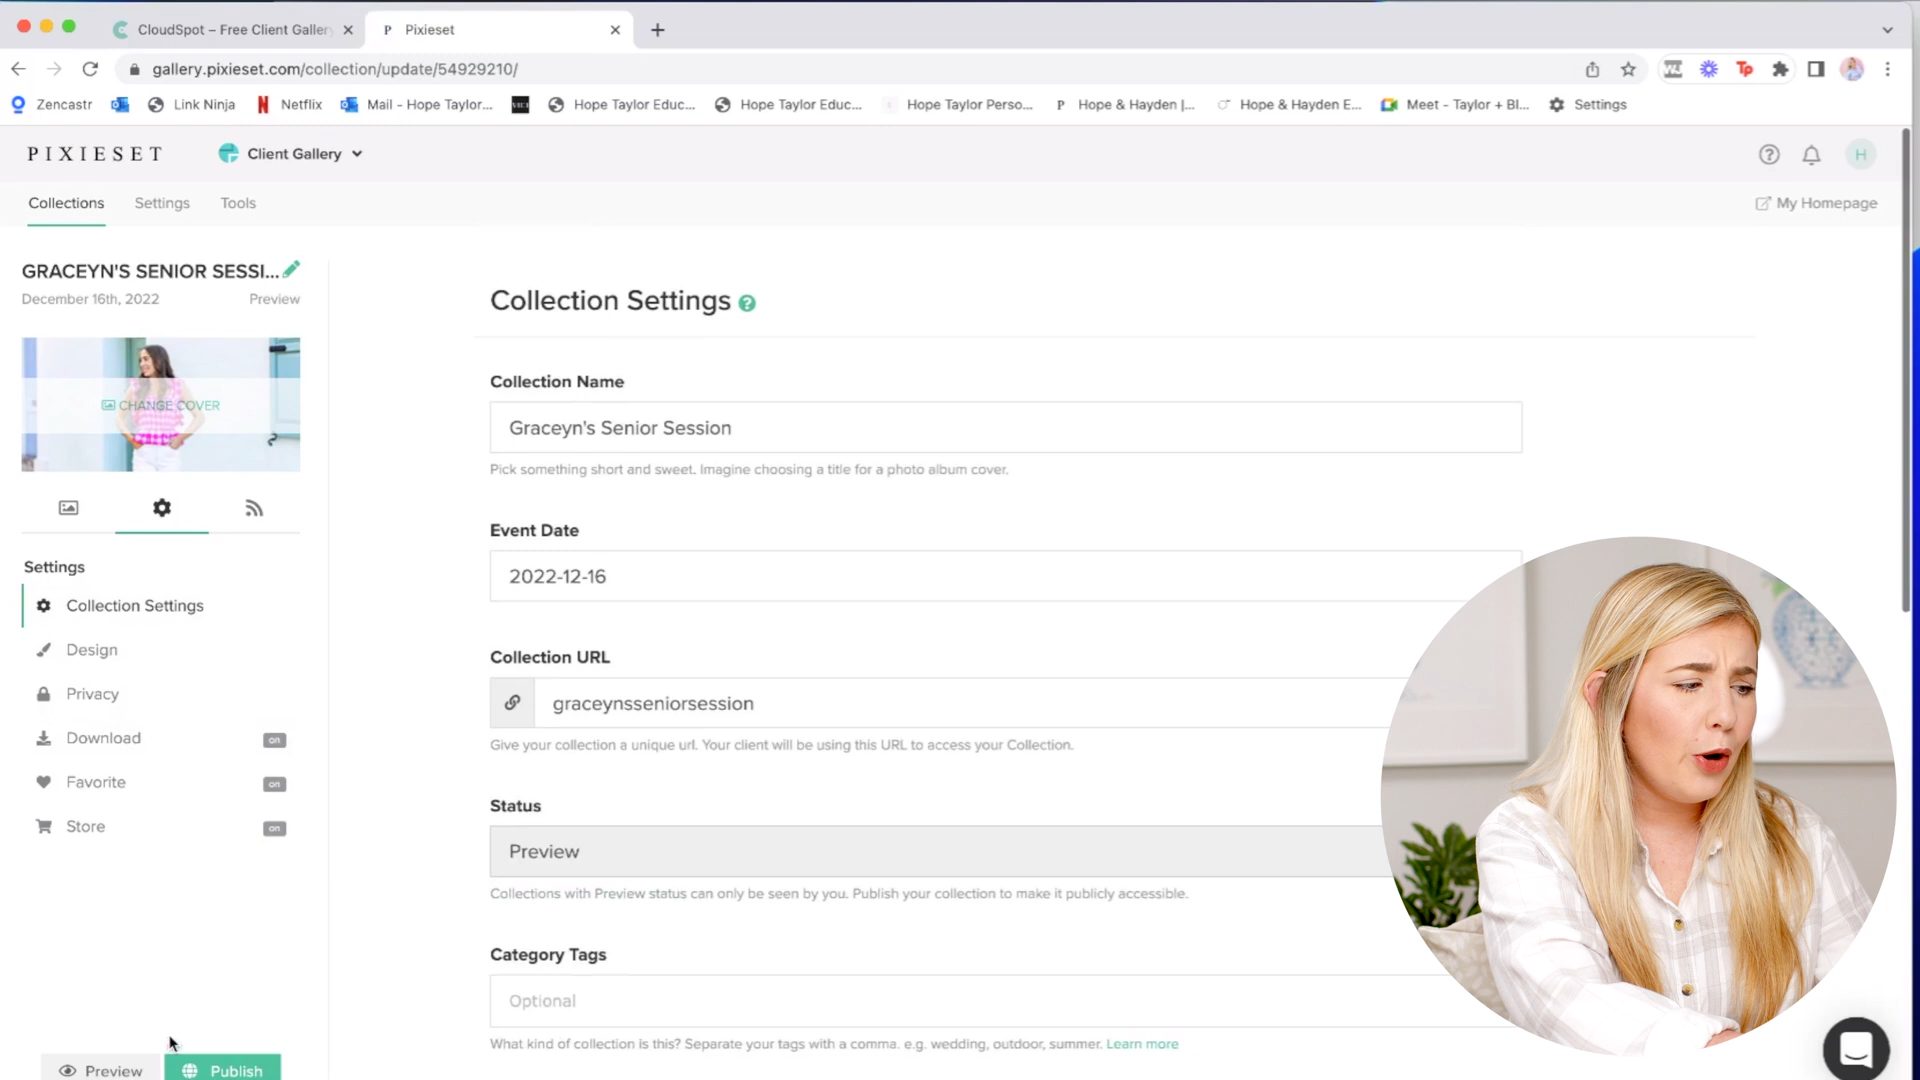 CloudSpot – Free Client Galler
P Pixieset
gallery.pixieset.com/collection/update/54929210/
Zencastr
Link Ninja
Netflix
Mail - Hope Taylor...
Hope Taylor Educ...
Hope Taylor Educ...
Hope Taylor Perso...
P Hope & Hayden |...
Hope & Hayden E...
Meet - Taylor + Bl...
Settings
PIXIESET
Client Gallery
H
Collections
Settings
Tools
My Homepage
GRACEYN'S SENIOR SESSI...
December 16th, 2022
Preview
CHANGE COVER
Settings
Collection Settings
Design
Privacy
Download on
Favorite on
Store on
Preview
Publish
Collection Settings ?
Collection Name
Graceyn's Senior Session
Pick something short and sweet. Imagine choosing a title for a photo album cover.
Event Date
2022-12-16
Collection URL
graceynsseniorsession
Give your collection a unique url. Your client will be using this URL to access your Collection.
Status
Preview
Collections with Preview status can only be seen by you. Publish your collection to make it publicly accessible.
Category Tags
Optional
What kind of collection is this? Separate your tags with a comma. e.g. wedding, outdoor, summer. Learn more